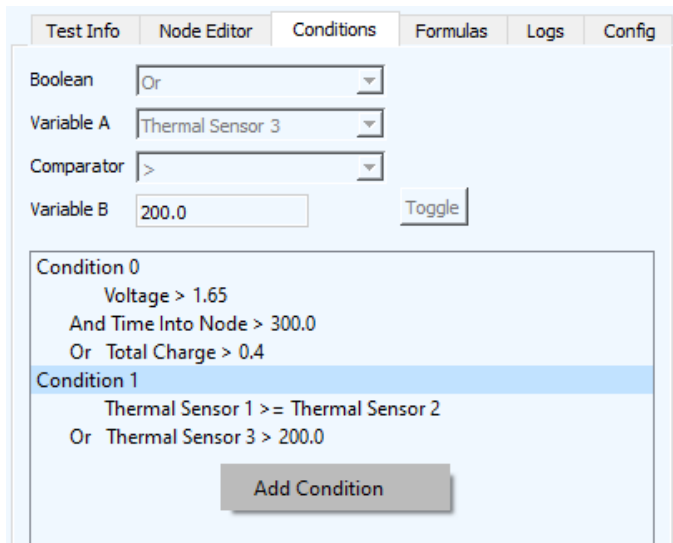 Test Info Node Editor Conditions Formulas Logs Config
Boolean Or
Variable A Thermal Sensor 3
Comparator >
Variable B 200.0 Toggle
Condition 0
Voltage > 1.65
And Time Into Node > 300.0
Or Total Charge > 0.4
Condition 1
Thermal Sensor 1 >= Thermal Sensor 2
Or Thermal Sensor 3 > 200.0
Add Condition